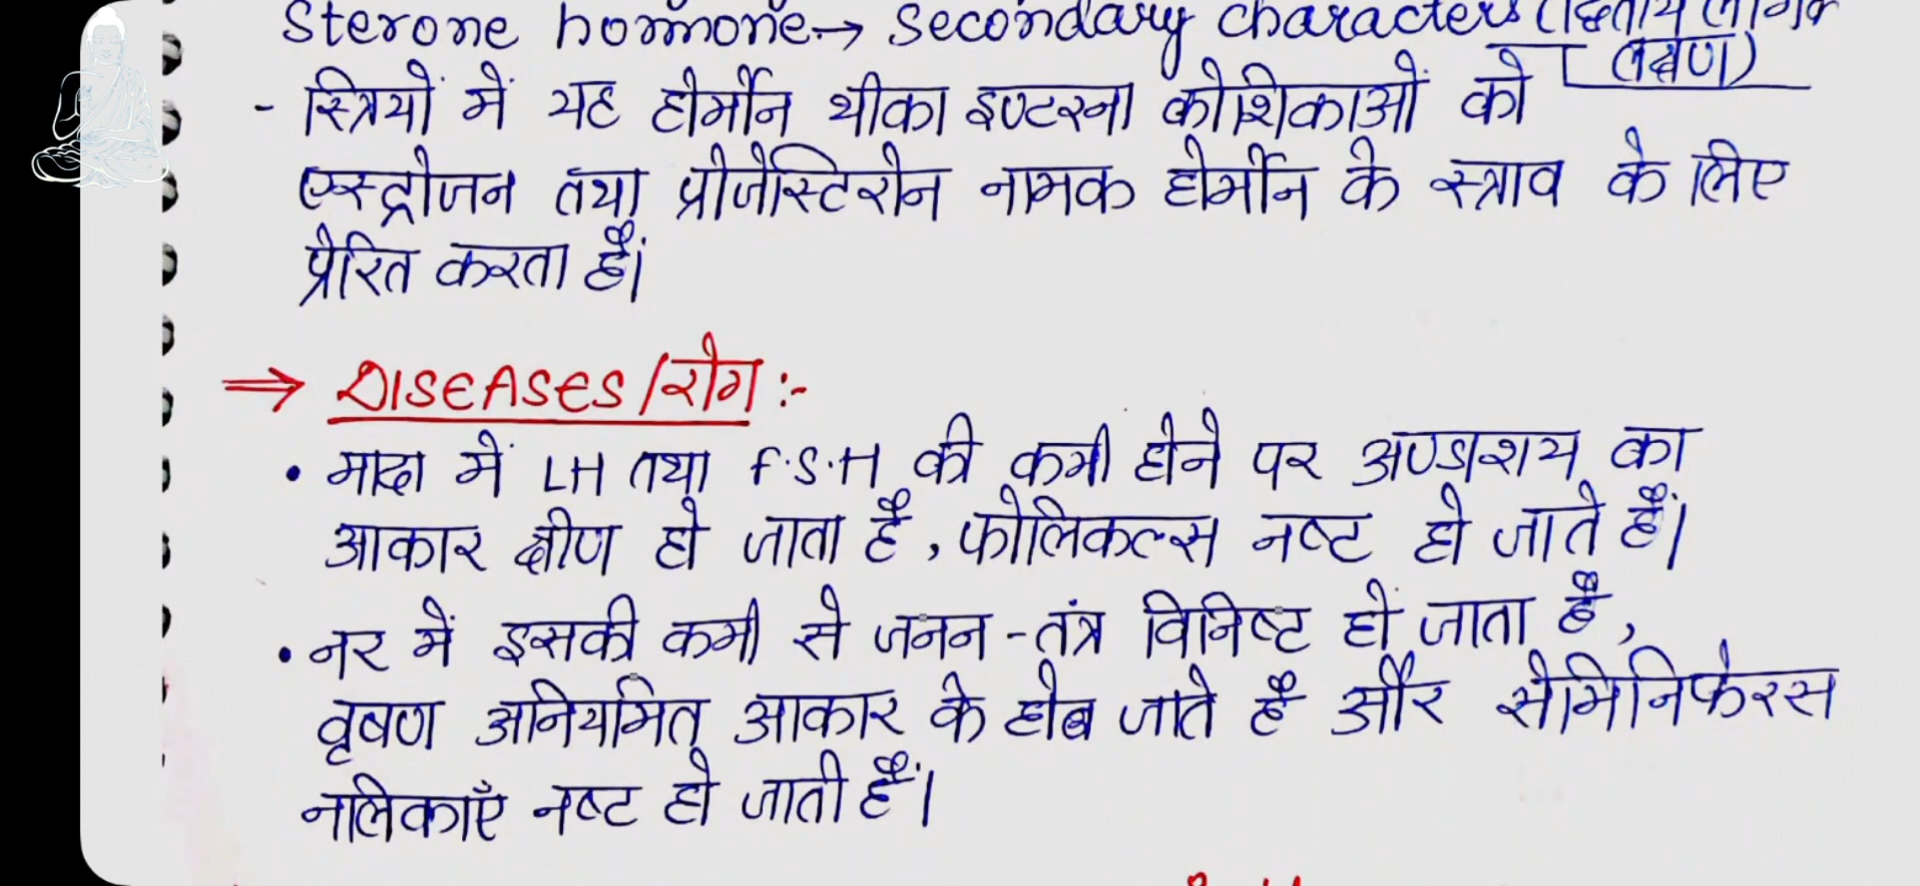 Sterone hormone → Secondary characters (द्वितीय लैंगिक
लक्षण)
- स्त्रियों में यह हॉर्मोन थीका इण्टरना कोशिकाओं को
एस्ट्रोजन तथा प्रोजेस्टिरोन नामक हॉर्मोन के स्त्राव के लिए
प्रेरित करता हैं।
⇒ DISEASES/रोग :-
• मादा में LH तथा F.S.H की कमी होने पर अण्डाशय का
आकार क्षीण हो जाता है, फोलिकल्स नष्ट हो जाते हैं।
• नर में इसकी कमी से जनन-तंत्र विनिष्ट हो जाता है,
वृषण अनियमित आकार के हो जाते है और सेमिनिफेरस
नलिकाएँ नष्ट हो जाती हैं।